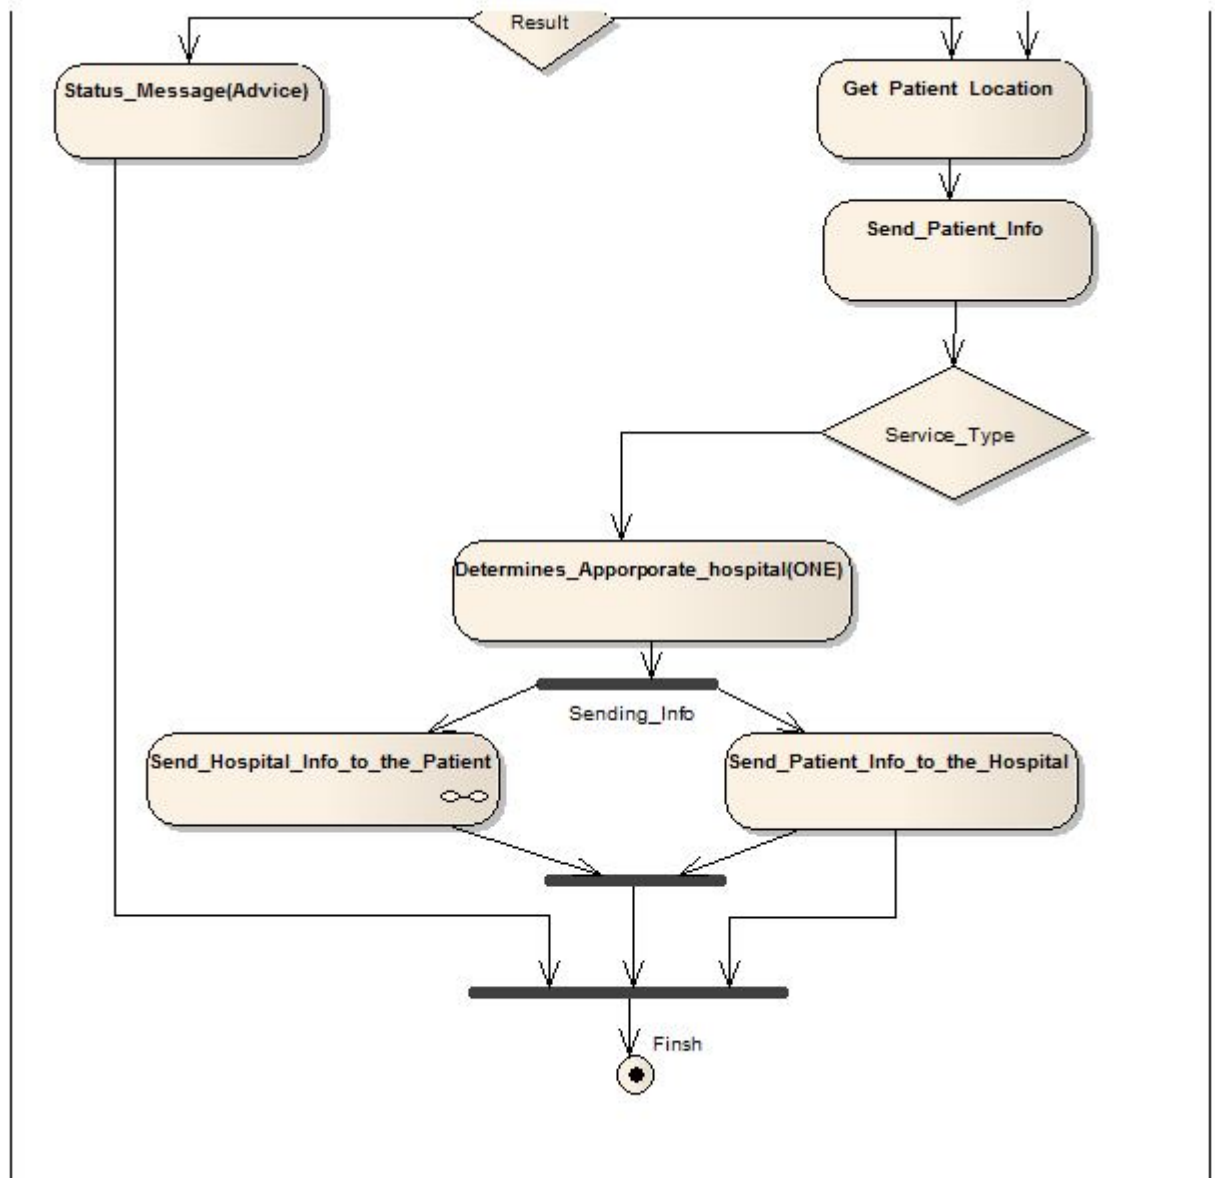 Result
Status_Message(Advice)
Get Patient Location
Send_Patient_Info
Service_Type
Determines_Apporporate_hospital(ONE)
Sending_Info
Send_Hospital_Info_to_the_Patient
Send_Patient_Info_to_the_Hospital
Finsh